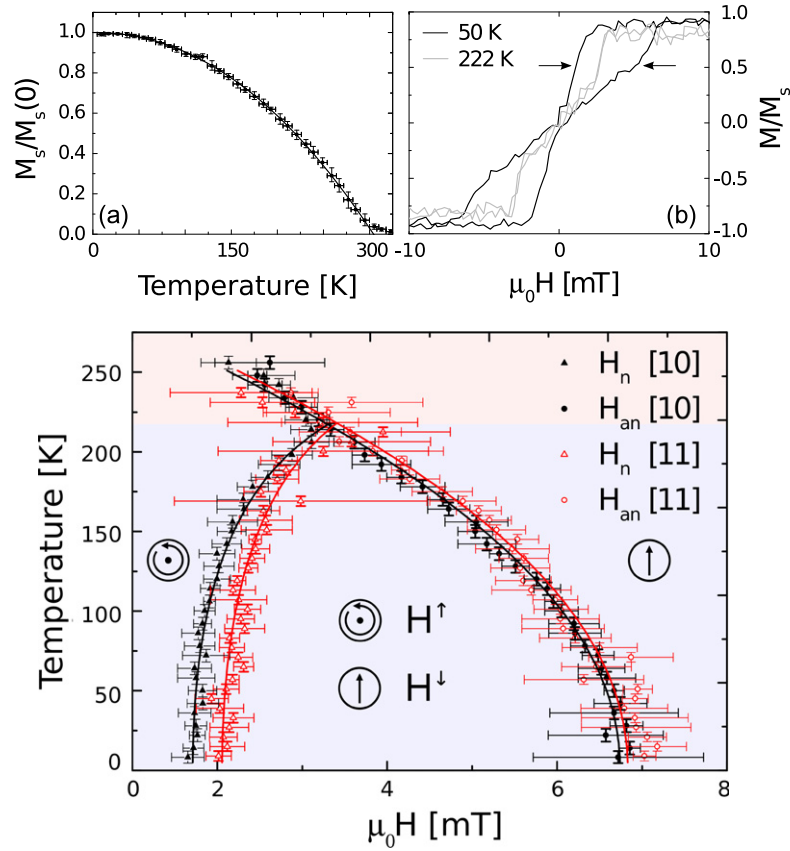 1.0
0.8
0.6
0.4
0.2
0.0
Mₛ/Mₛ(0)
(a)
0 150 300
Temperature [K]
50 K
222 K
1.0
0.5
0.0
-0.5
-1.0
M/Mₛ
(b)
-10 0 10
μ₀H [mT]
250
200
150
100
50
0
Temperature [K]
Hₙ [10]
Hₐₙ [10]
Hₙ [11]
Hₐₙ [11]
H↑
H↓
0 2 4 6 8
μ₀H [mT]